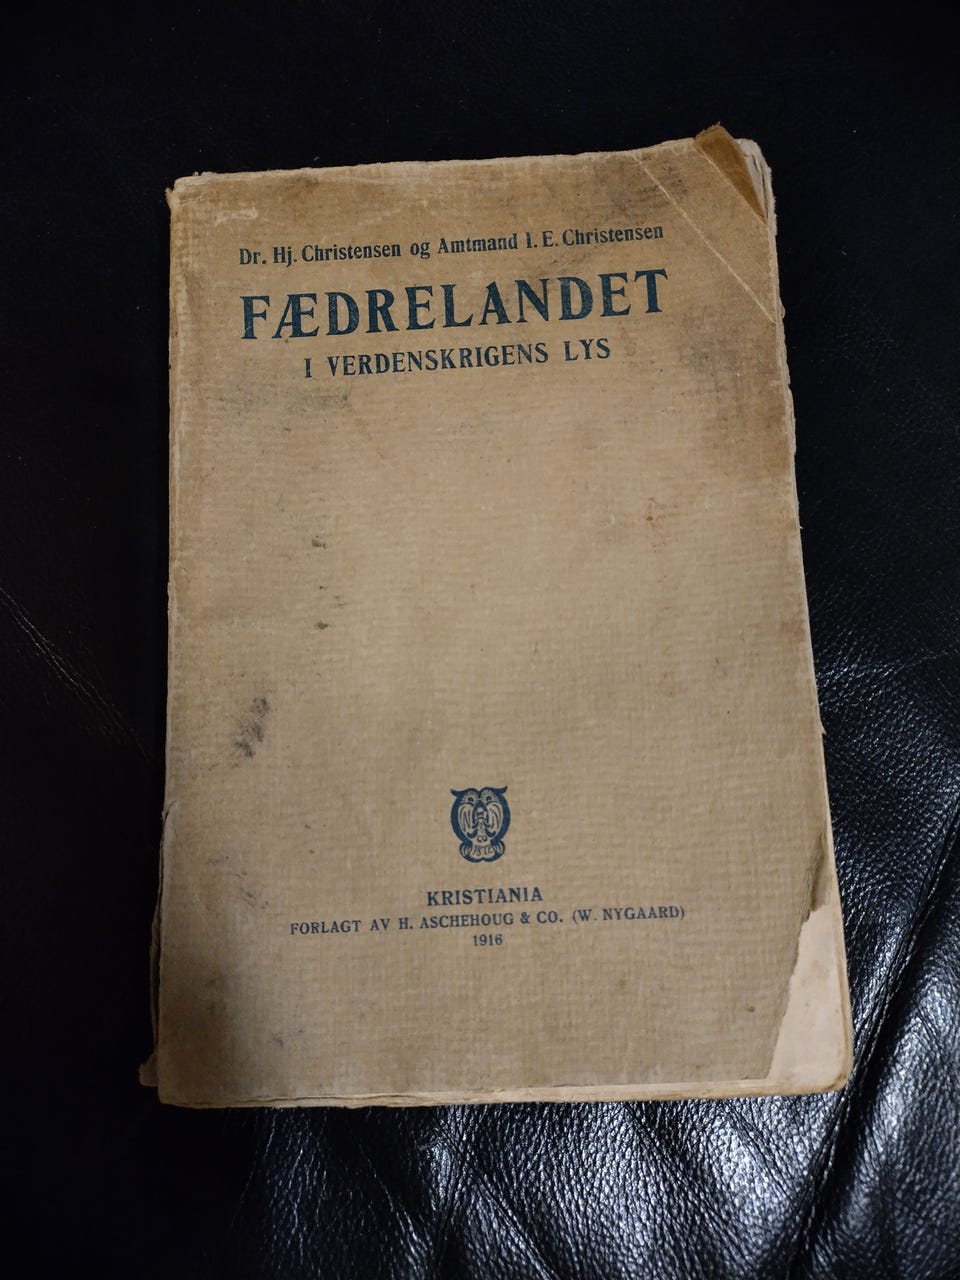 Dr. Hj. Christensen og Amtmand I. E. Christensen
FÆDRELANDET
I VERDENSKRIGENS LYS
KRISTIANIA
FORLAGT AV H. ASCHEHOUG & CO. (W. NYGAARD)
1916